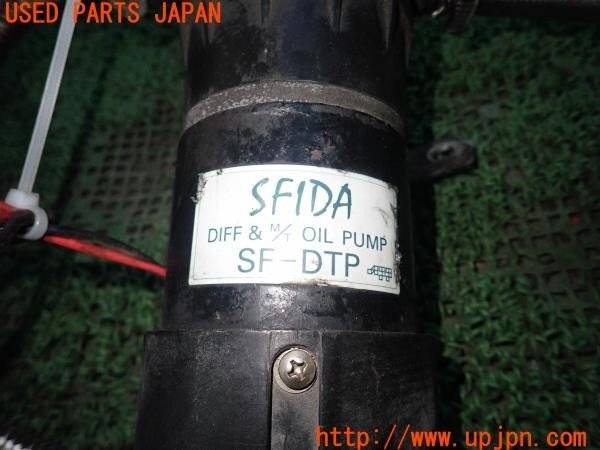 USED PARTS JAPAN
SFIDA
DIFF & M/T OIL PUMP
SF-DTP
http://www.upjpn.com